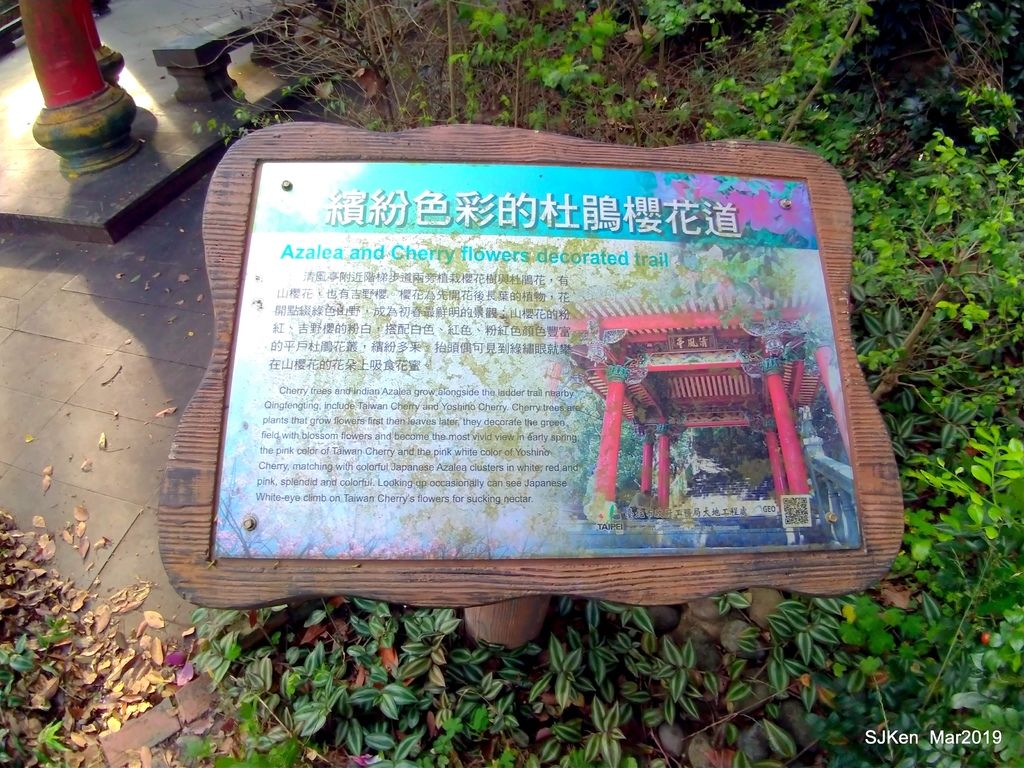 繽紛色彩的杜鵑櫻花道
Azalea and Cherry flowers decorated trail
清風亭附近階梯步道兩旁植栽櫻花樹與杜鵑花，有
山櫻花，也有吉野櫻。櫻花為先開花後長葉的植物，花
開點綴綠色山野，成為初春最鮮明的景觀；山櫻花的粉
紅、吉野櫻的粉白，搭配白色、紅色、粉紅色顏色豐富
的平戶杜鵑花叢，繽紛多采。抬頭偶可見到綠繡眼就攀
在山櫻花的花朵上吸食花蜜。
Cherry trees and Indian Azalea grow alongside the ladder trail nearby
Qingfengting, include Taiwan Cherry and Yoshino Cherry. Cherry trees are
plants that grow flowers first then leaves later, they decorate the green
field with blossom flowers and become the most vivid view in early spring,
the pink color of Taiwan Cherry and the pink white color of Yoshino
Cherry, matching with colorful Japanese Azalea clusters in white, red and
pink, splendid and colorful. Looking up occasionally can see Japanese
White-eye climb on Taiwan Cherry's flowers for sucking nectar.
清風亭
TAIPEI
工務局大地工程處
GEO
SJKen Mar2019